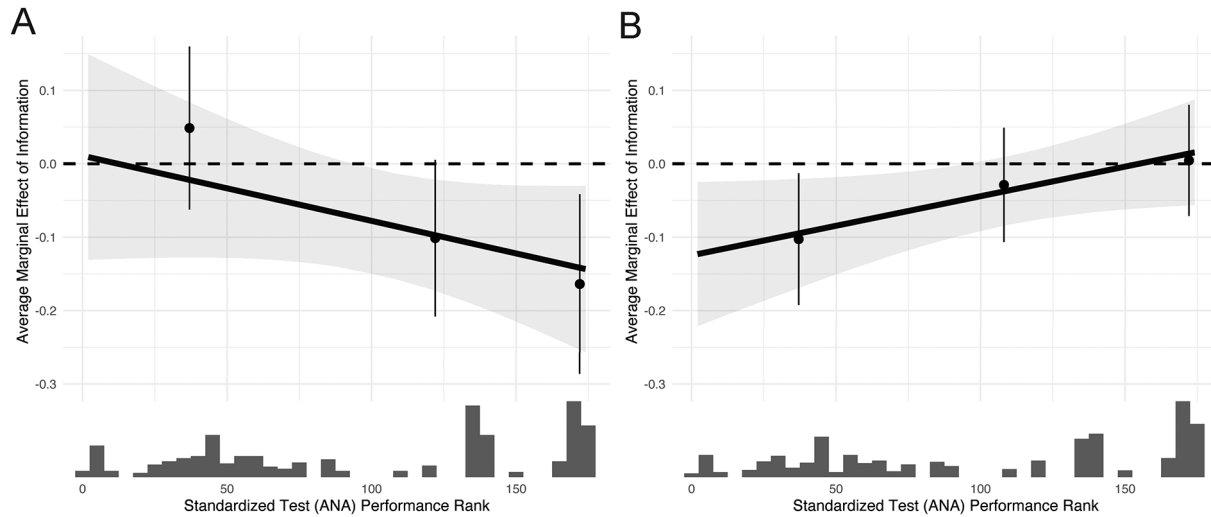 A
Average Marginal Effect of Information
0.1
0.0
-0.1
-0.2
-0.3
0 50 100 150
Standardized Test (ANA) Performance Rank
B
Average Marginal Effect of Information
0.1
0.0
-0.1
-0.2
-0.3
0 50 100 150
Standardized Test (ANA) Performance Rank